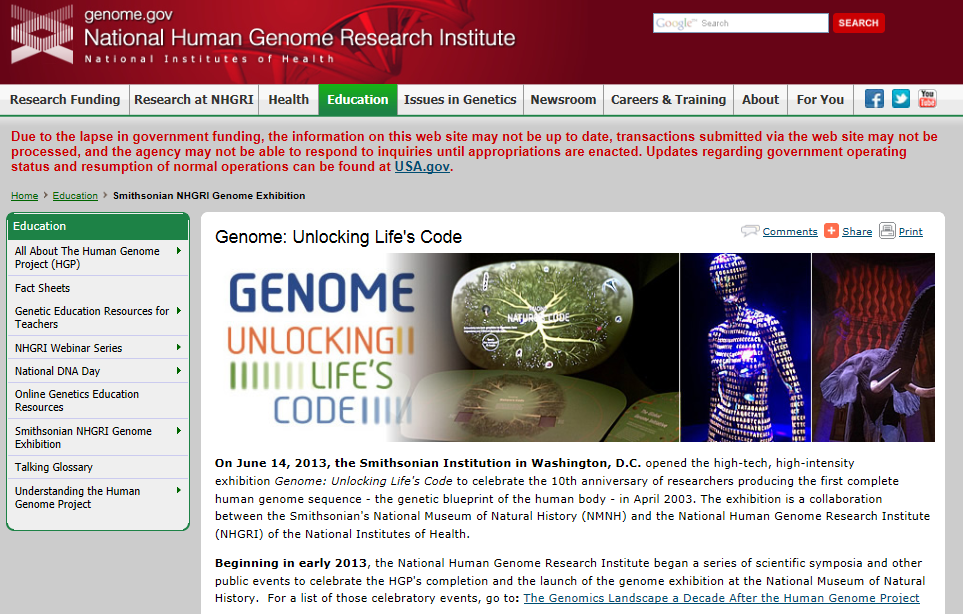 genome.gov
National Human Genome Research Institute
National Institutes of Health
Google™ Search
SEARCH
Research Funding
Research at NHGRI
Health
Education
Issues in Genetics
Newsroom
Careers & Training
About
For You
You
Tube
Due to the lapse in government funding, the information on this web site may not be up to date, transactions submitted via the web site may not be
processed, and the agency may not be able to respond to inquiries until appropriations are enacted. Updates regarding government operating
status and resumption of normal operations can be found at USA.gov.
Home > Education > Smithsonian NHGRI Genome Exhibition
Education
All About The Human Genome
Project (HGP)
Fact Sheets
Genetic Education Resources for
Teachers
NHGRI Webinar Series
National DNA Day
Online Genetics Education
Resources
Smithsonian NHGRI Genome
Exhibition
Talking Glossary
Understanding the Human
Genome Project
Genome: Unlocking Life's Code
Comments
Share
Print
GENOME
UNLOCKING
LIFE'S
CODE
On June 14, 2013, the Smithsonian Institution in Washington, D.C. opened the high-tech, high-intensity
exhibition Genome: Unlocking Life's Code to celebrate the 10th anniversary of researchers producing the first complete
human genome sequence - the genetic blueprint of the human body - in April 2003. The exhibition is a collaboration
between the Smithsonian's National Museum of Natural History (NMNH) and the National Human Genome Research Institute
(NHGRI) of the National Institutes of Health.
Beginning in early 2013, the National Human Genome Research Institute began a series of scientific symposia and other
public events to celebrate the HGP's completion and the launch of the genome exhibition at the National Museum of Natural
History. For a list of those celebratory events, go to: The Genomics Landscape a Decade After the Human Genome Project